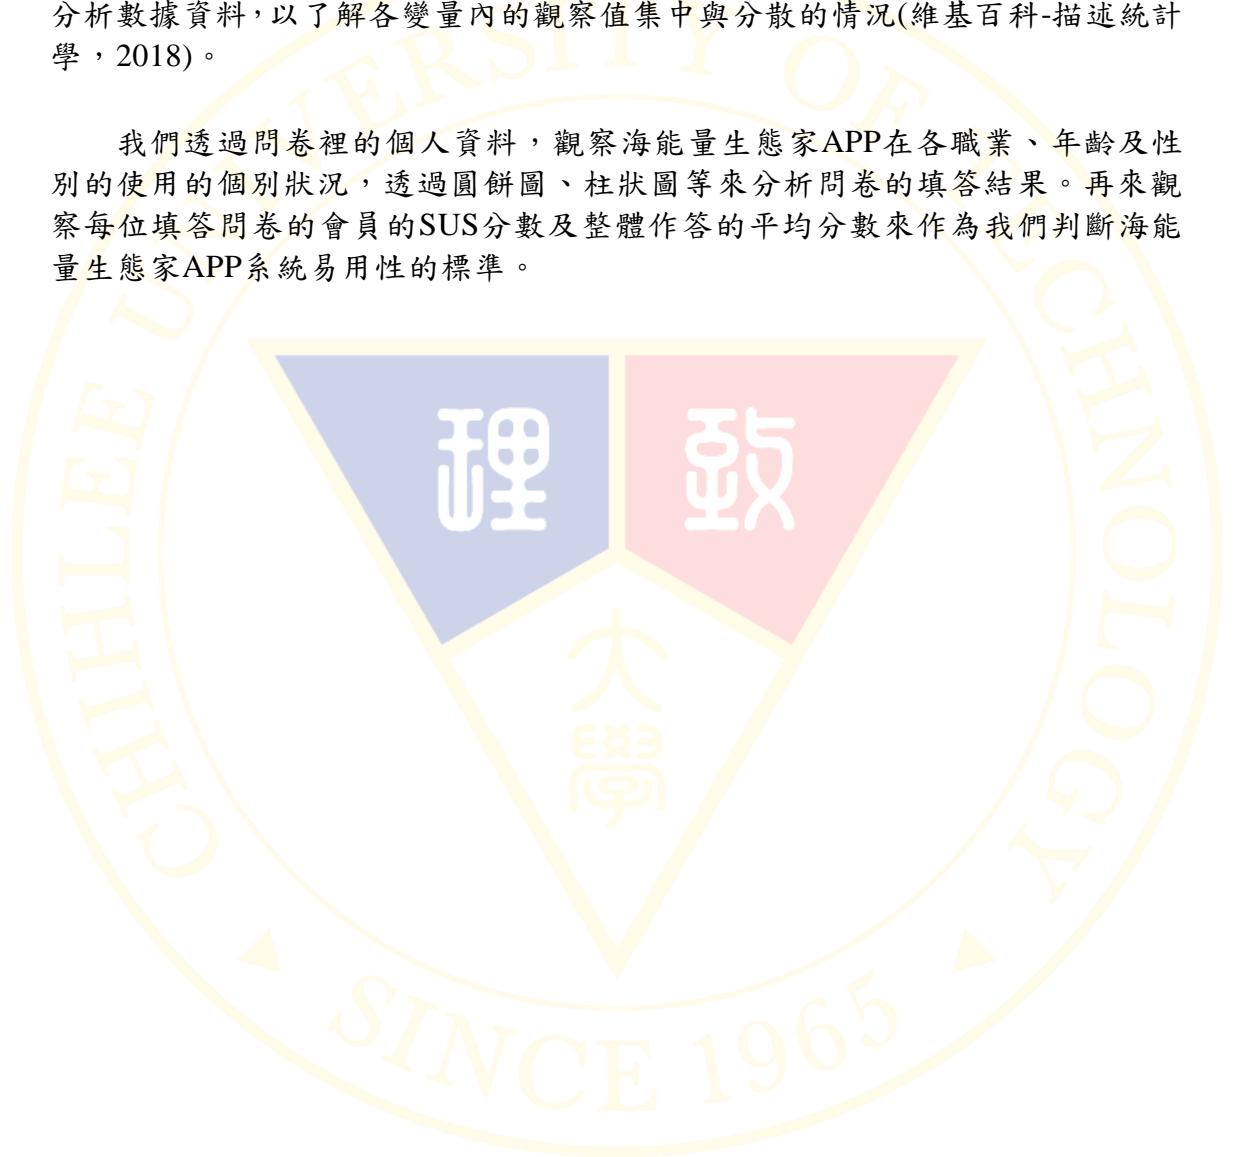 分析數據資料，以了解各變量內的觀察值集中與分散的情況(維基百科-描述統計
學，2018)。
我們透過問卷裡的個人資料，觀察海能量生態家APP在各職業、年齡及性
別的使用的個別狀況，透過圓餅圖、柱狀圖等來分析問卷的填答結果。再來觀
察每位填答問卷的會員的SUS分數及整體作答的平均分數來作為我們判斷海能
量生態家APP系統易用性的標準。
CHIHLEE UNIVERSITY OF TECHNOLOGY
理 致
大
學
SINCE 1965